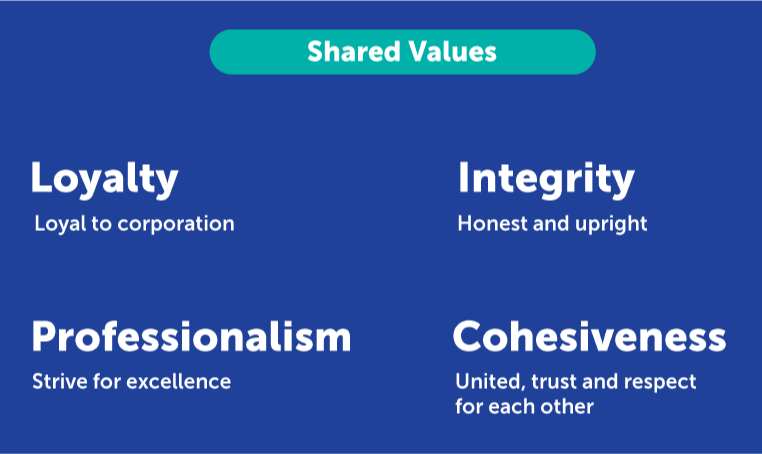 Shared Values
Loyalty
Loyal to corporation
Integrity
Honest and upright
Professionalism
Strive for excellence
Cohesiveness
United, trust and respect
for each other